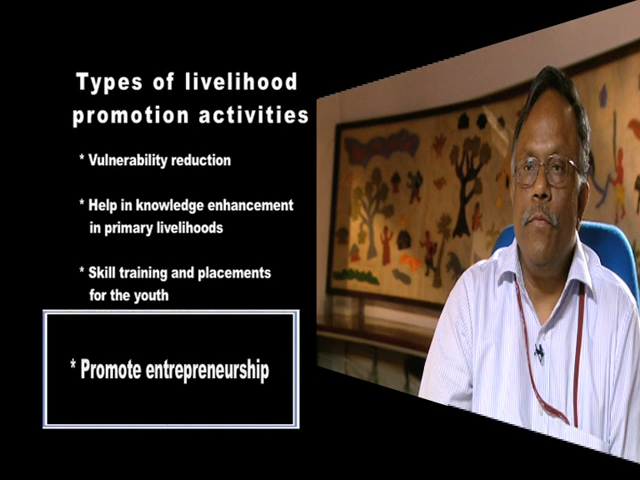 Types of livelihood
promotion activities
* Vulnerability reduction
* Help in knowledge enhancement
in primary livelihoods
* Skill training and placements
for the youth
* Promote entrepreneurship